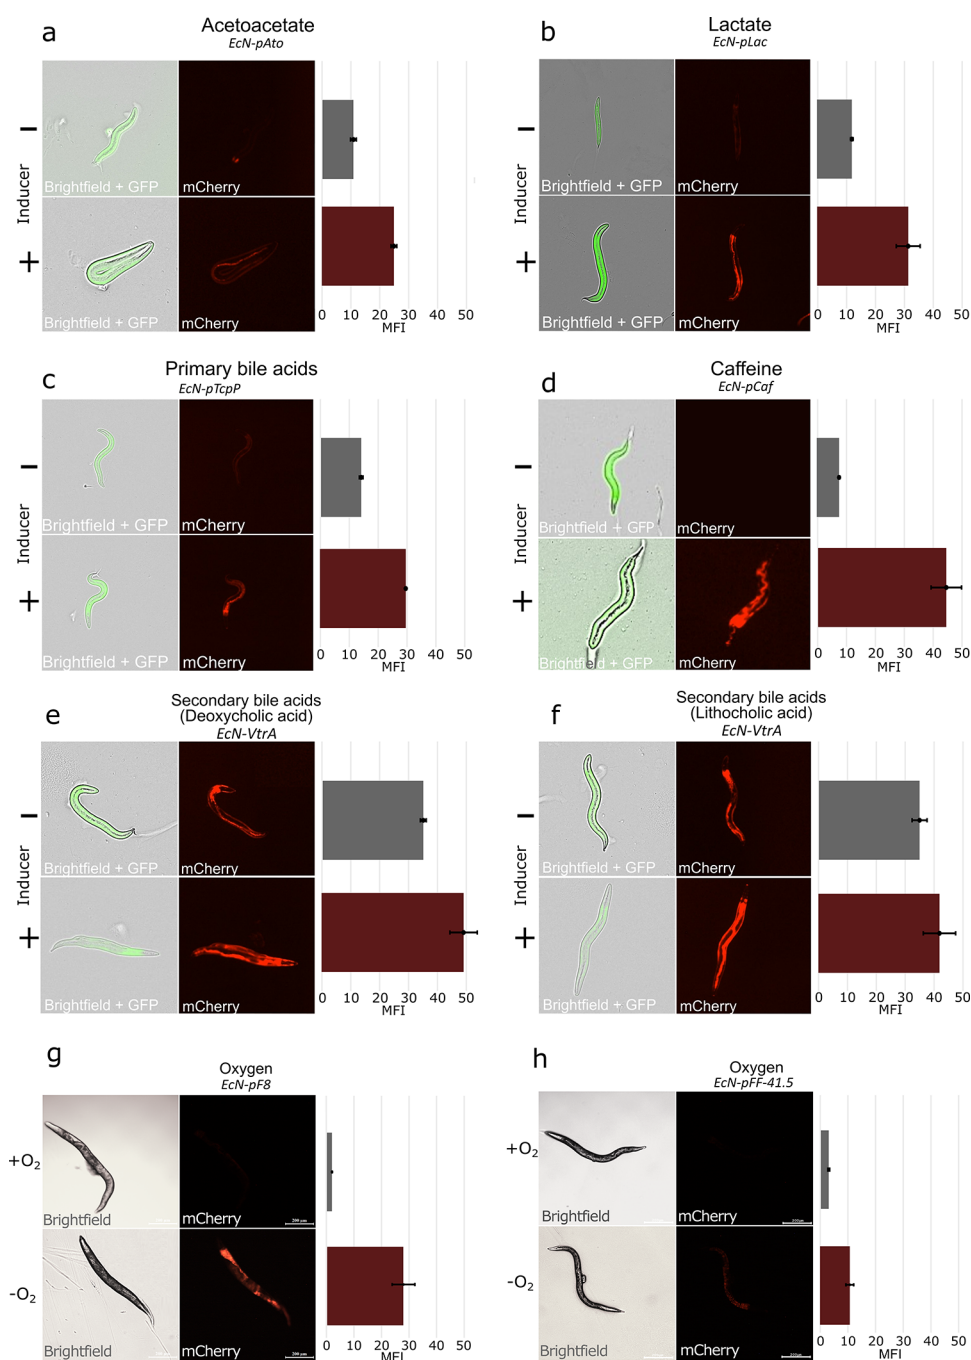 a
Acetoacetate
EcN-pAto
Inducer
−
+
Brightfield + GFP
mCherry
Brightfield + GFP
mCherry
0 10 20 30 40 50
MFI
b
Lactate
EcN-pLac
Inducer
−
+
Brightfield + GFP
mCherry
Brightfield + GFP
mCherry
0 10 20 30 40 50
MFI
c
Primary bile acids
EcN-pTcpP
Inducer
−
+
Brightfield + GFP
mCherry
Brightfield + GFP
mCherry
0 10 20 30 40 50
MFI
d
Caffeine
EcN-pCaf
Inducer
−
+
Brightfield + GFP
mCherry
Brightfield + GFP
mCherry
0 10 20 30 40 50
MFI
e
Secondary bile acids
(Deoxycholic acid)
EcN-VtrA
Inducer
−
+
Brightfield + GFP
mCherry
Brightfield + GFP
mCherry
0 10 20 30 40 50
MFI
f
Secondary bile acids
(Lithocholic acid)
EcN-VtrA
Inducer
−
+
Brightfield + GFP
mCherry
Brightfield + GFP
mCherry
0 10 20 30 40 50
MFI
g
Oxygen
EcN-pF8
+O₂
Brightfield
mCherry
200 µm
-O₂
Brightfield
mCherry
200 µm
0 10 20 30 40 50
MFI
h
Oxygen
EcN-pFF-41.5
+O₂
Brightfield
mCherry
200µm
-O₂
Brightfield
mCherry
200µm
0 10 20 30 40 50
MFI